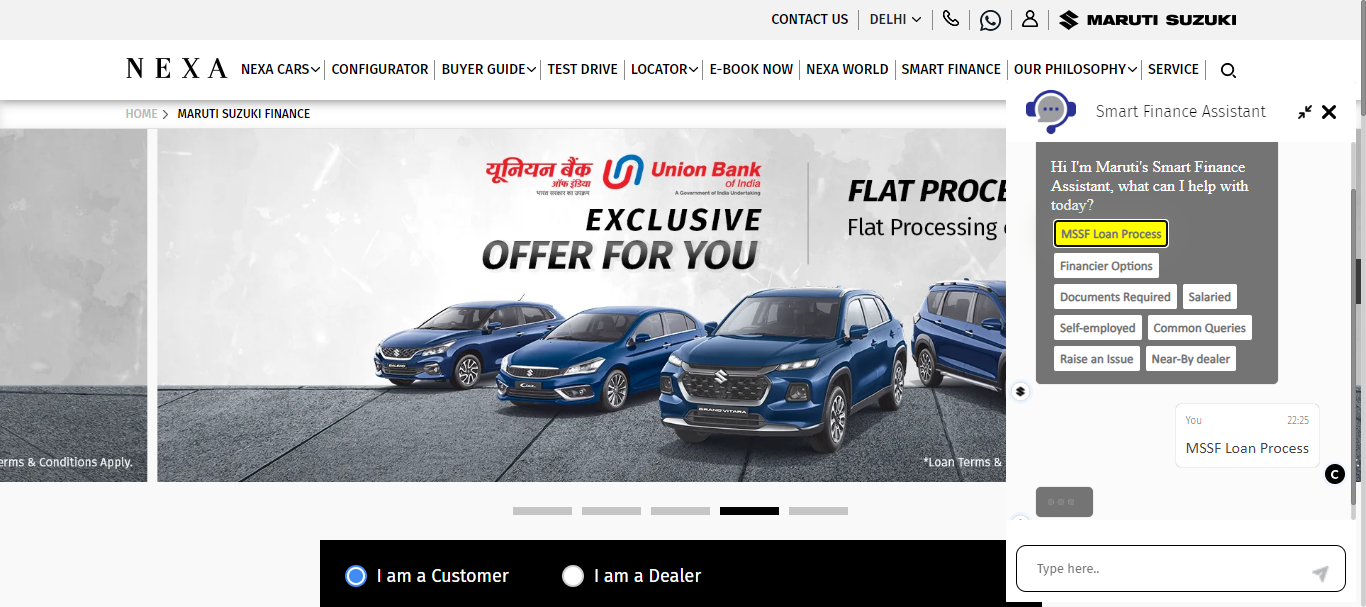 CONTACT US
DELHI
MARUTI SUZUKI
NEXA
NEXA CARS
CONFIGURATOR
BUYER GUIDE
TEST DRIVE
LOCATOR
E-BOOK NOW
NEXA WORLD
SMART FINANCE
OUR PHILOSOPHY
SERVICE
HOME
MARUTI SUZUKI FINANCE
यूनियन बैंक
ऑफ इंडिया
भारत सरकार का उपक्रम
Union Bank
of India
A Government of India Undertaking
EXCLUSIVE
OFFER FOR YOU
FLAT PROCE
Flat Processing
BALENO
CIAZ
GRAND VITARA
erms & Conditions Apply.
*Loan Terms &
I am a Customer
I am a Dealer
Smart Finance Assistant
Hi I'm Maruti's Smart Finance
Assistant, what can I help with
today?
MSSF Loan Process
Financier Options
Documents Required
Salaried
Self-employed
Common Queries
Raise an Issue
Near-By dealer
You
22:25
MSSF Loan Process
C
Type here..